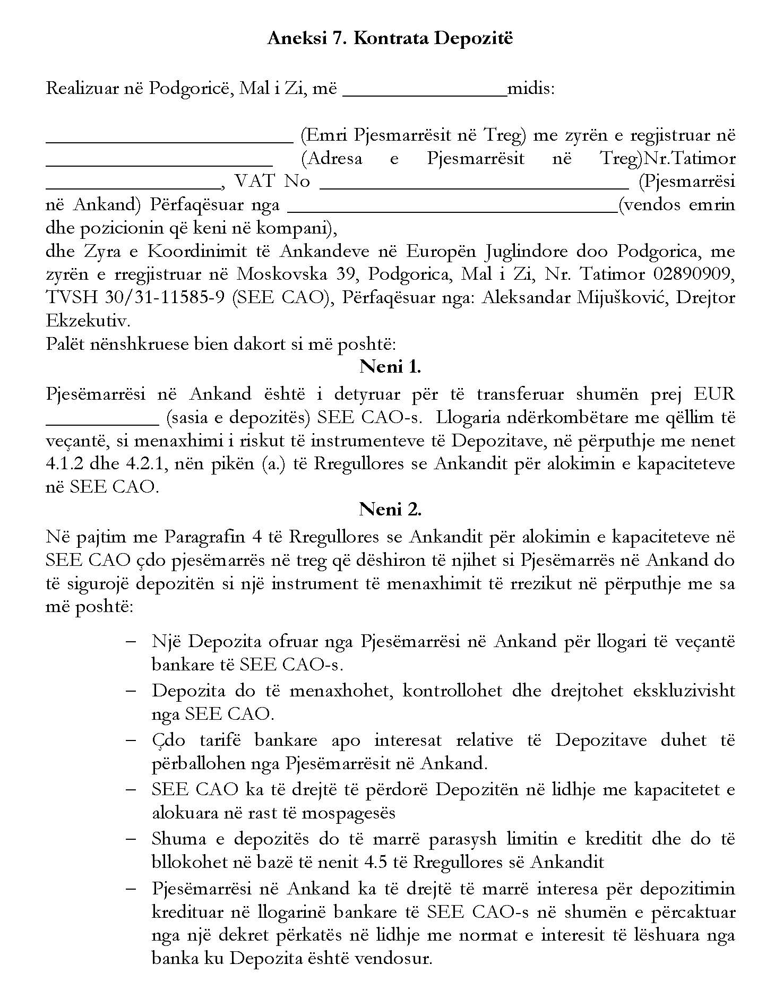 Aneksi 7. Kontrata Depozitë
Realizuar në Podgoricë, Mal i Zi, më ________________midis:
________________________ (Emri Pjesmarrësit në Treg) me zyrën e regjistruar në
______________________ (Adresa e Pjesmarrësit në Treg)Nr.Tatimor
_________________, VAT No ______________________________ (Pjesmarrësi
në Ankand) Përfaqësuar nga ________________________________(vendos emrin
dhe pozicionin që keni në kompani),
dhe Zyra e Koordinimit të Ankandeve në Europën Juglindore doo Podgorica, me
zyrën e rregjistruar në Moskovska 39, Podgorica, Mal i Zi, Nr. Tatimor 02890909,
TVSH 30/31-11585-9 (SEE CAO), Përfaqësuar nga: Aleksandar Mijušković, Drejtor
Ekzekutiv.
Palët nënshkruese bien dakort si më poshtë:
Neni 1.
Pjesëmarrësi në Ankand është i detyruar për të transferuar shumën prej EUR
___________ (sasia e depozitës) SEE CAO-s. Llogaria ndërkombëtare me qëllim të
veçantë, si menaxhimi i riskut të instrumenteve të Depozitave, në përputhje me nenet
4.1.2 dhe 4.2.1, nën pikën (a.) të Rregullores se Ankandit për alokimin e kapaciteteve
në SEE CAO.
Neni 2.
Në pajtim me Paragrafin 4 të Rregullores se Ankandit për alokimin e kapaciteteve në
SEE CAO çdo pjesëmarrës në treg që dëshiron të njihet si Pjesëmarrës në Ankand do
të sigurojë depozitën si një instrument të menaxhimit të rrezikut në përputhje me sa
më poshtë:
– Një Depozita ofruar nga Pjesëmarrësi në Ankand për llogari të veçantë
bankare të SEE CAO-s.
– Depozita do të menaxhohet, kontrollohet dhe drejtohet ekskluzivisht
nga SEE CAO.
– Çdo tarifë bankare apo interesat relative të Depozitave duhet të
përballohen nga Pjesëmarrësit në Ankand.
– SEE CAO ka të drejtë të përdorë Depozitën në lidhje me kapacitetet e
alokuara në rast të mospagesës
– Shuma e depozitës do të marrë parasysh limitin e kreditit dhe do të
bllokohet në bazë të nenit 4.5 të Rregullores së Ankandit
– Pjesëmarrësi në Ankand ka të drejtë të marrë interesa për depozitimin
kredituar në llogarinë bankare të SEE CAO-s në shumën e përcaktuar
nga një dekret përkatës në lidhje me normat e interesit të lëshuara nga
banka ku Depozita është vendosur.